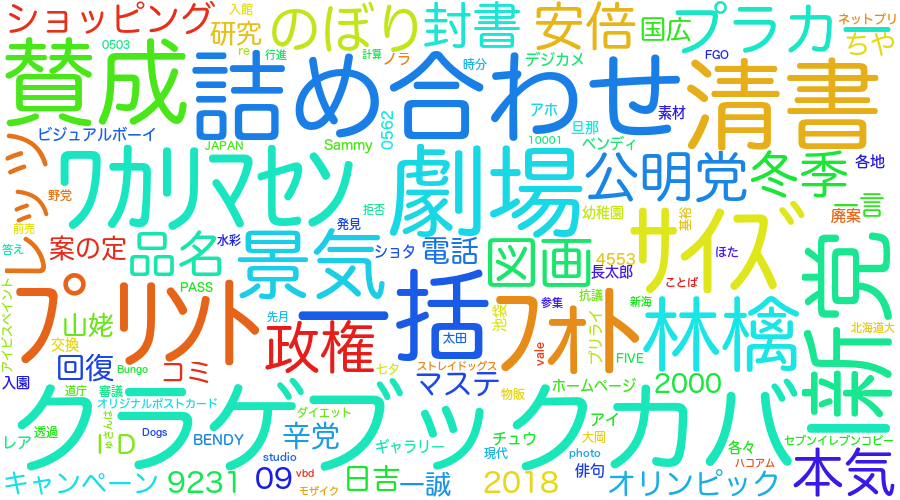 ショッピング
入館
研究
re
行進
のぼり
封書
安倍
国広
プラカー
ネットプリ
ちや
0503
計算
ノラ
時分
デジカメ
FGO
賛成
詰め合わせ
清書
ビジュアルボーイ
JAPAN
Sammy
0562
アホ
旦那
素材
10001
ベンディ
レッツ
ワカリマセン
劇場
公明党
冬季
各地
野党
拒否
幼稚園
一言
前売
発見
廃案
答え
案の定
品名
水彩
景気
ショタ
電話
図画
4553
サイズ
ほた
新党
長太郎
ことば
PASS
アイビスペイント
プリント
一括
フォト
参集
抗議
新海
林檎
北海道大
山姥
交換
先月
政権
太田
池袋
プリライ
vale
FIVE
入園
回復
Bungo
コミ
七夕
ストレイドッグス
マステ
物販
ホームページ
2000
道庁
審議
オリジナルポストカード
クラゲブックカバ
ダイエット
レア
透過
ID
Dogs
BENDY
辛党
ギャラリー
チュウ
アイ
大岡
各々
セブンイレブンコピー
studio
現代
photo
ハコアム
キャンペーン
9231
09
vbd
モザイク
日吉
一誠
2018
俳句
オリンピック
本気